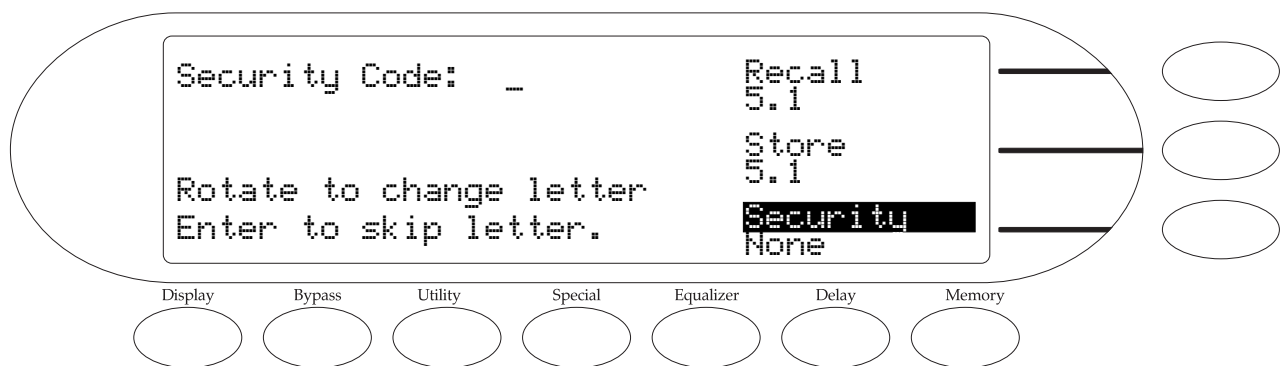 Security Code: _
Rotate to change letter
Enter to skip letter.
Recall
5.1
Store
5.1
Security
None
Display Bypass Utility Special Equalizer Delay Memory